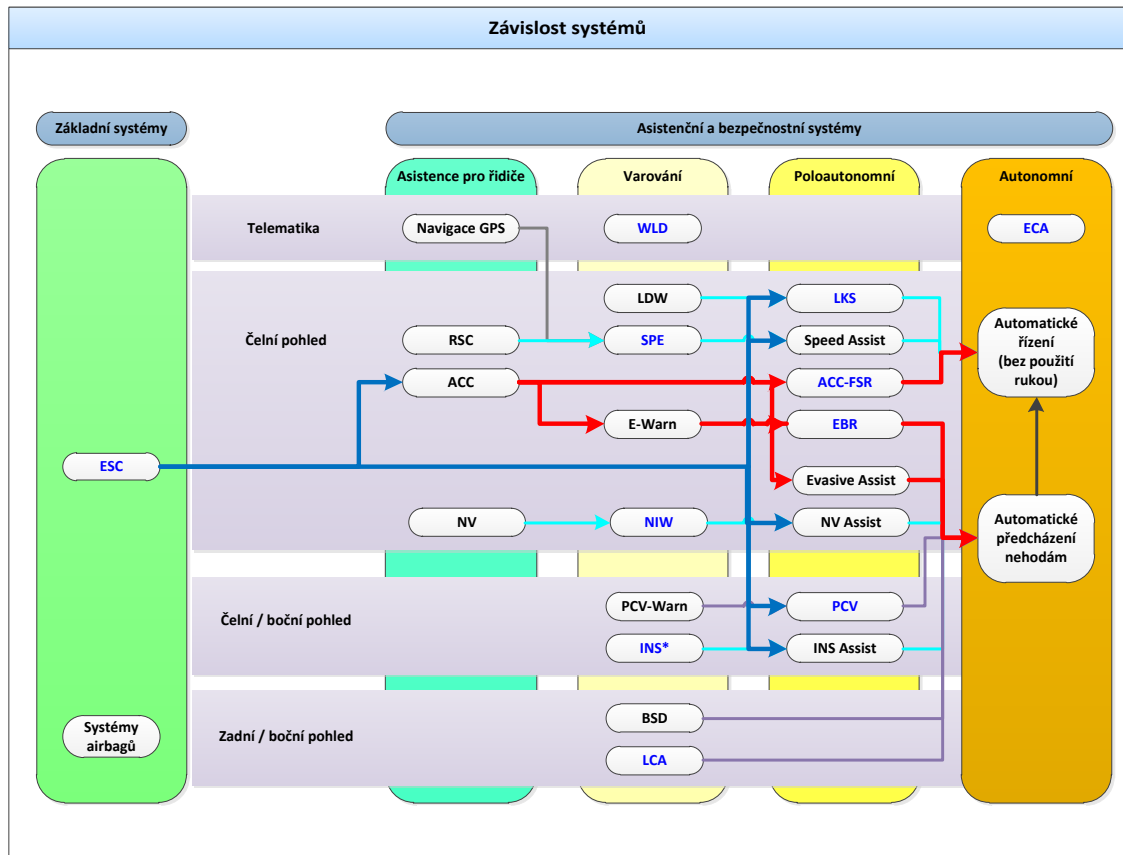 Závislost systémů
Základní systémy
Asistenční a bezpečnostní systémy
Asistence pro řidiče
Varování
Poloautonomní
Autonomní
Telematika
Navigace GPS
WLD
ECA
Čelní pohled
LDW
LKS
RSC
SPE
Speed Assist
Automatické
řízení
(bez použití
rukou)
ACC
ACC-FSR
E-Warn
EBR
ESC
Evasive Assist
NV
NIW
NV Assist
Automatické
předcházení
nehodám
Čelní / boční pohled
PCV-Warn
PCV
INS*
INS Assist
Zadní / boční pohled
BSD
LCA
Systémy
airbagů